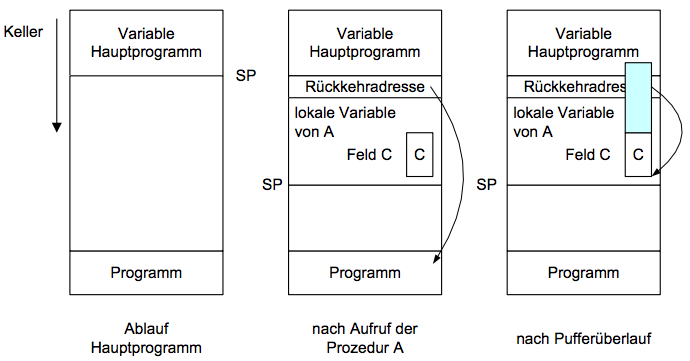 Keller
Variable
Hauptprogramm
SP
Programm
Ablauf
Hauptprogramm
Variable
Hauptprogramm
Rückkehradresse
lokale Variable
von A
Feld C
C
SP
Programm
nach Aufruf der
Prozedur A
Variable
Hauptprogramm
Rückkehradres
lokale Variable
von A
Feld C
C
SP
Programm
nach Pufferüberlauf